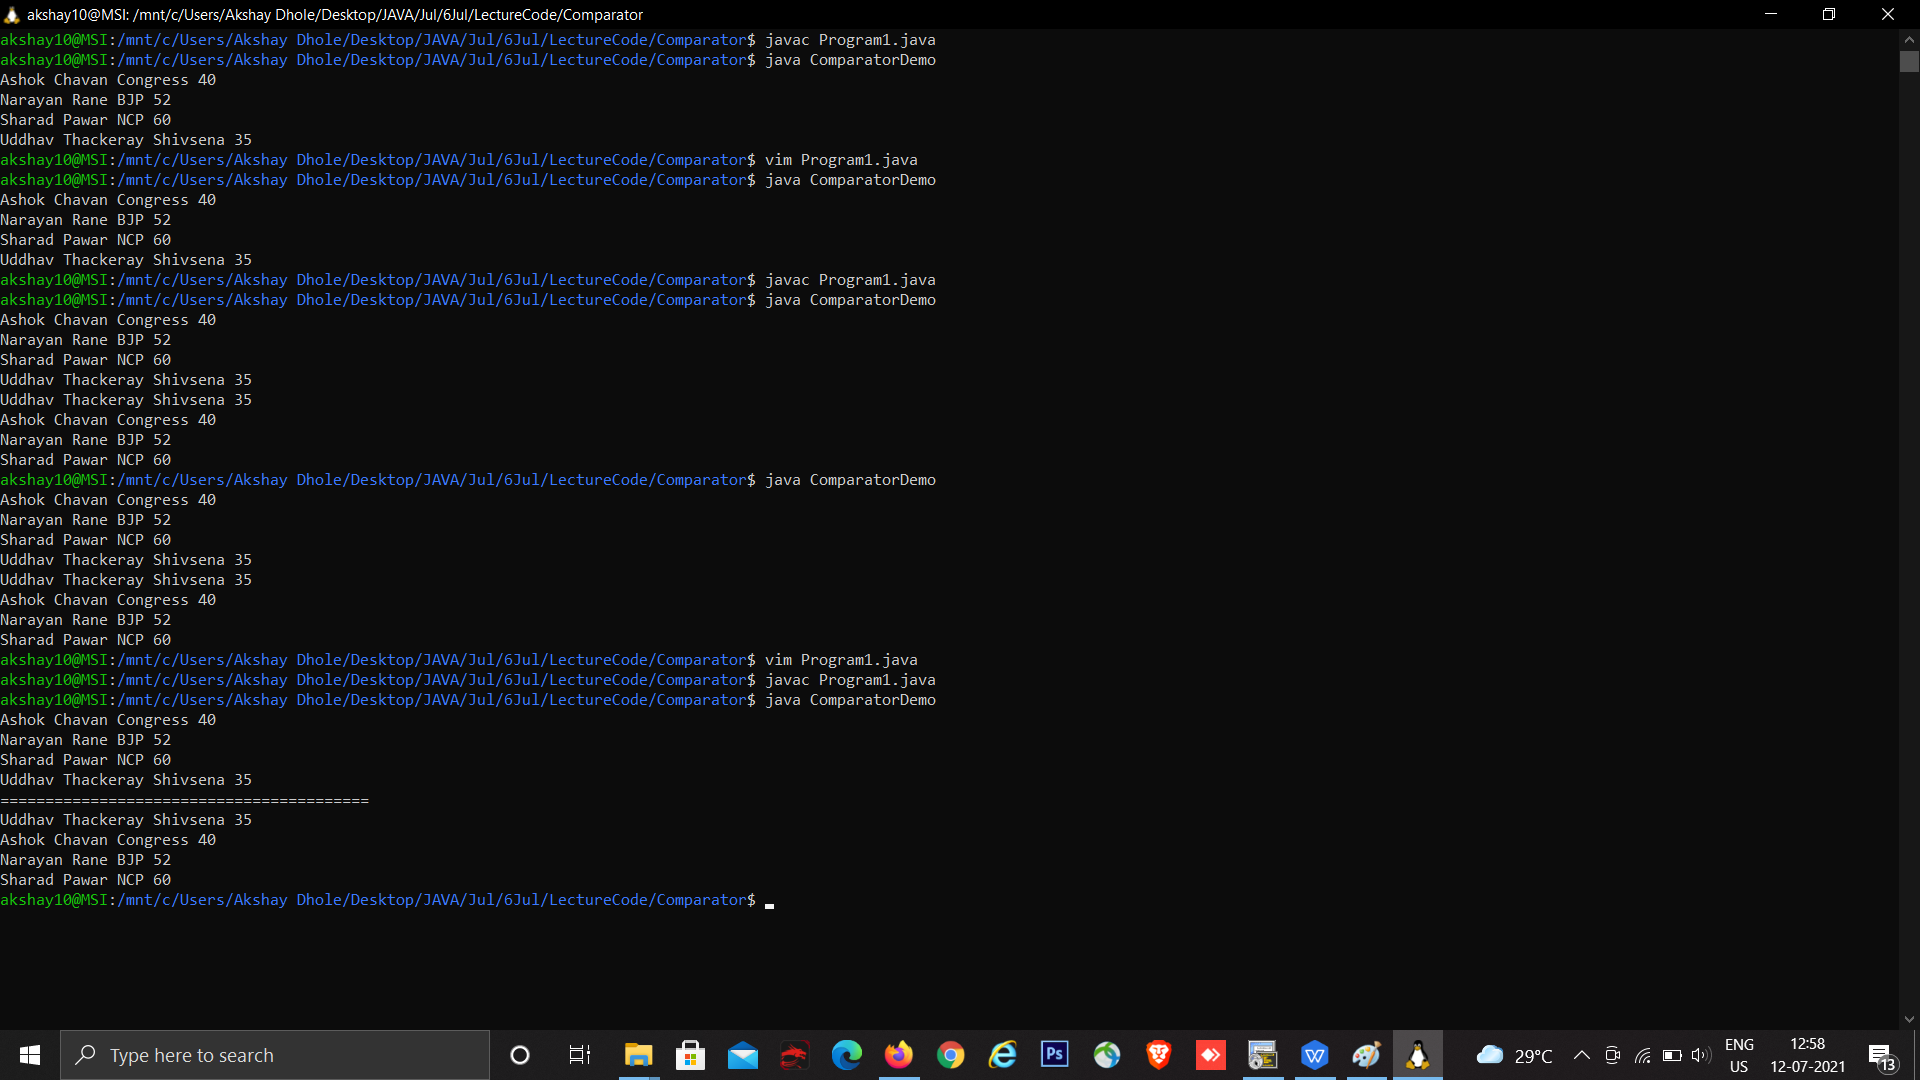 akshay10@MSI: /mnt/c/Users/Akshay Dhole/Desktop/JAVA/Jul/6Jul/LectureCode/Comparator
akshay10@MSI:/mnt/c/Users/Akshay Dhole/Desktop/JAVA/Jul/6Jul/LectureCode/Comparator$ javac Program1.java
akshay10@MSI:/mnt/c/Users/Akshay Dhole/Desktop/JAVA/Jul/6Jul/LectureCode/Comparator$ java ComparatorDemo
Ashok Chavan Congress 40
Narayan Rane BJP 52
Sharad Pawar NCP 60
Uddhav Thackeray Shivsena 35
akshay10@MSI:/mnt/c/Users/Akshay Dhole/Desktop/JAVA/Jul/6Jul/LectureCode/Comparator$ vim Program1.java
akshay10@MSI:/mnt/c/Users/Akshay Dhole/Desktop/JAVA/Jul/6Jul/LectureCode/Comparator$ java ComparatorDemo
Ashok Chavan Congress 40
Narayan Rane BJP 52
Sharad Pawar NCP 60
Uddhav Thackeray Shivsena 35
akshay10@MSI:/mnt/c/Users/Akshay Dhole/Desktop/JAVA/Jul/6Jul/LectureCode/Comparator$ javac Program1.java
akshay10@MSI:/mnt/c/Users/Akshay Dhole/Desktop/JAVA/Jul/6Jul/LectureCode/Comparator$ java ComparatorDemo
Ashok Chavan Congress 40
Narayan Rane BJP 52
Sharad Pawar NCP 60
Uddhav Thackeray Shivsena 35
Uddhav Thackeray Shivsena 35
Ashok Chavan Congress 40
Narayan Rane BJP 52
Sharad Pawar NCP 60
akshay10@MSI:/mnt/c/Users/Akshay Dhole/Desktop/JAVA/Jul/6Jul/LectureCode/Comparator$ java ComparatorDemo
Ashok Chavan Congress 40
Narayan Rane BJP 52
Sharad Pawar NCP 60
Uddhav Thackeray Shivsena 35
Uddhav Thackeray Shivsena 35
Ashok Chavan Congress 40
Narayan Rane BJP 52
Sharad Pawar NCP 60
akshay10@MSI:/mnt/c/Users/Akshay Dhole/Desktop/JAVA/Jul/6Jul/LectureCode/Comparator$ vim Program1.java
akshay10@MSI:/mnt/c/Users/Akshay Dhole/Desktop/JAVA/Jul/6Jul/LectureCode/Comparator$ javac Program1.java
akshay10@MSI:/mnt/c/Users/Akshay Dhole/Desktop/JAVA/Jul/6Jul/LectureCode/Comparator$ java ComparatorDemo
Ashok Chavan Congress 40
Narayan Rane BJP 52
Sharad Pawar NCP 60
Uddhav Thackeray Shivsena 35
=========================================
Uddhav Thackeray Shivsena 35
Ashok Chavan Congress 40
Narayan Rane BJP 52
Sharad Pawar NCP 60
akshay10@MSI:/mnt/c/Users/Akshay Dhole/Desktop/JAVA/Jul/6Jul/LectureCode/Comparator$
Type here to search
Ps
W
29°C
ENG
US
12:58
12-07-2021
13